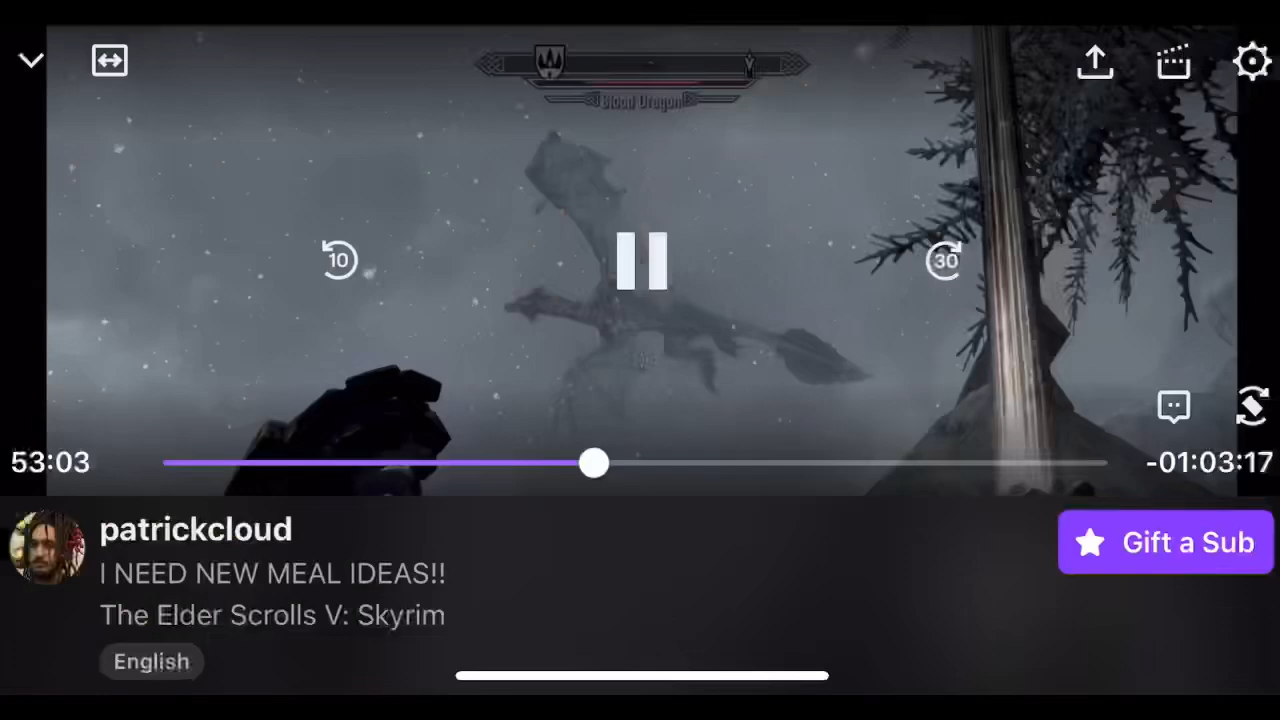 Blood Dragon
10
30
53:03
-01:03:17
patrickcloud
I NEED NEW MEAL IDEAS!!
Gift a Sub
The Elder Scrolls V: Skyrim
English